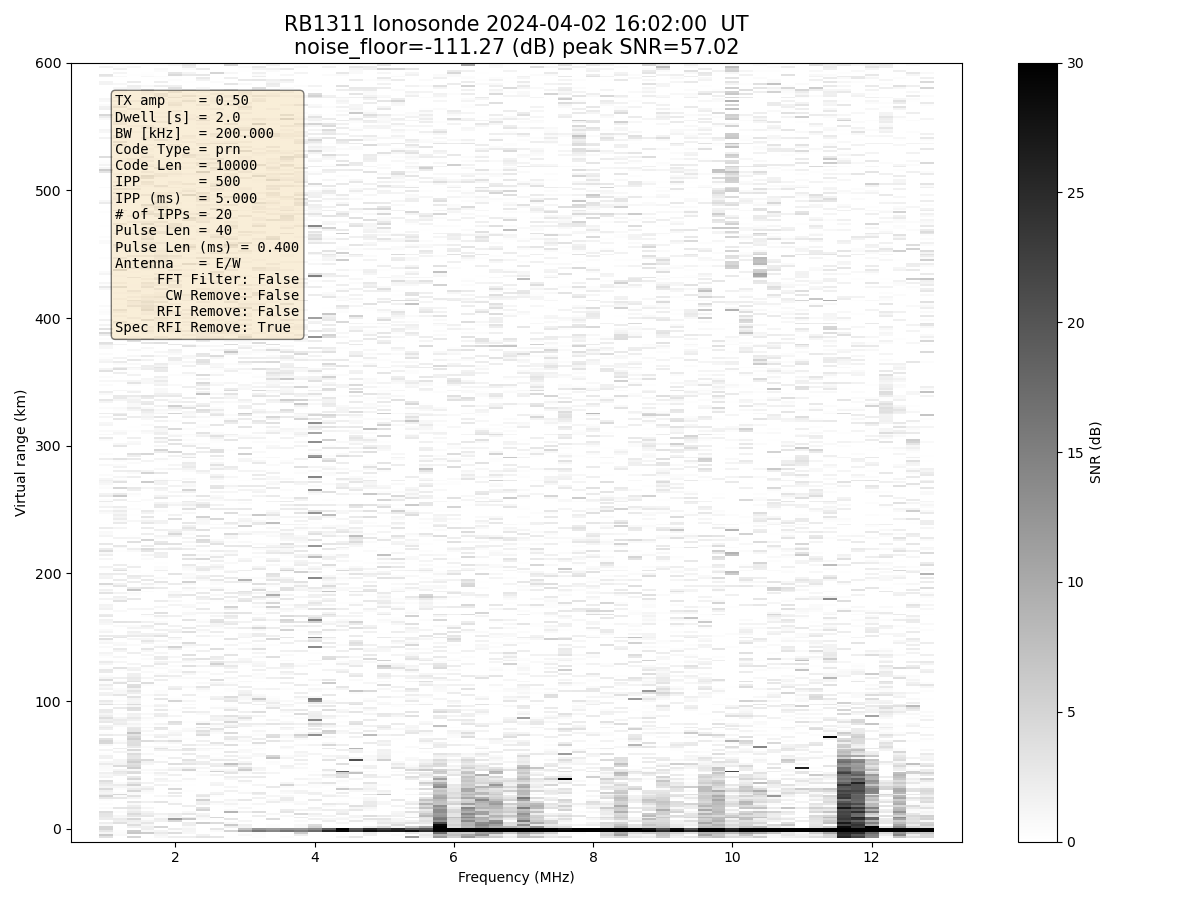 RB1311 Ionosonde 2024-04-02 16:02:00  UT
noise_floor=-111.27 (dB) peak SNR=57.02
TX amp    = 0.50
Dwell [s] = 2.0
BW [kHz]  = 200.000
Code Type = prn
Code Len  = 10000
IPP       = 500
IPP (ms)  = 5.000
# of IPPs = 20
Pulse Len = 40
Pulse Len (ms) = 0.400
Antenna   = E/W
FFT Filter: False
CW Remove: False
RFI Remove: False
Spec RFI Remove: True
600
500
400
300
200
100
0
Virtual range (km)
2
4
6
8
10
12
Frequency (MHz)
30
25
20
15
10
5
0
SNR (dB)